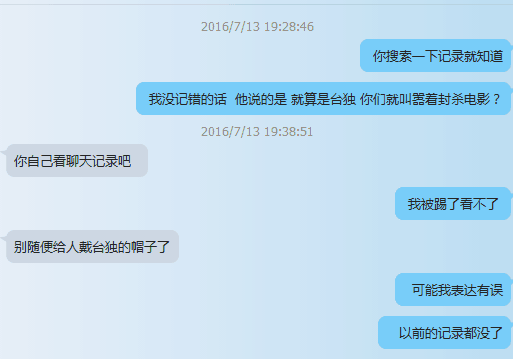 2016/7/13 19:28:46
你搜索一下记录就知道
我没记错的话 他说的是 就算是台独 你们就叫嚣着封杀电影？
2016/7/13 19:38:51
你自己看聊天记录吧
我被踢了看不了
别随便给人戴台独的帽子了
可能我表达有误
以前的记录都没了